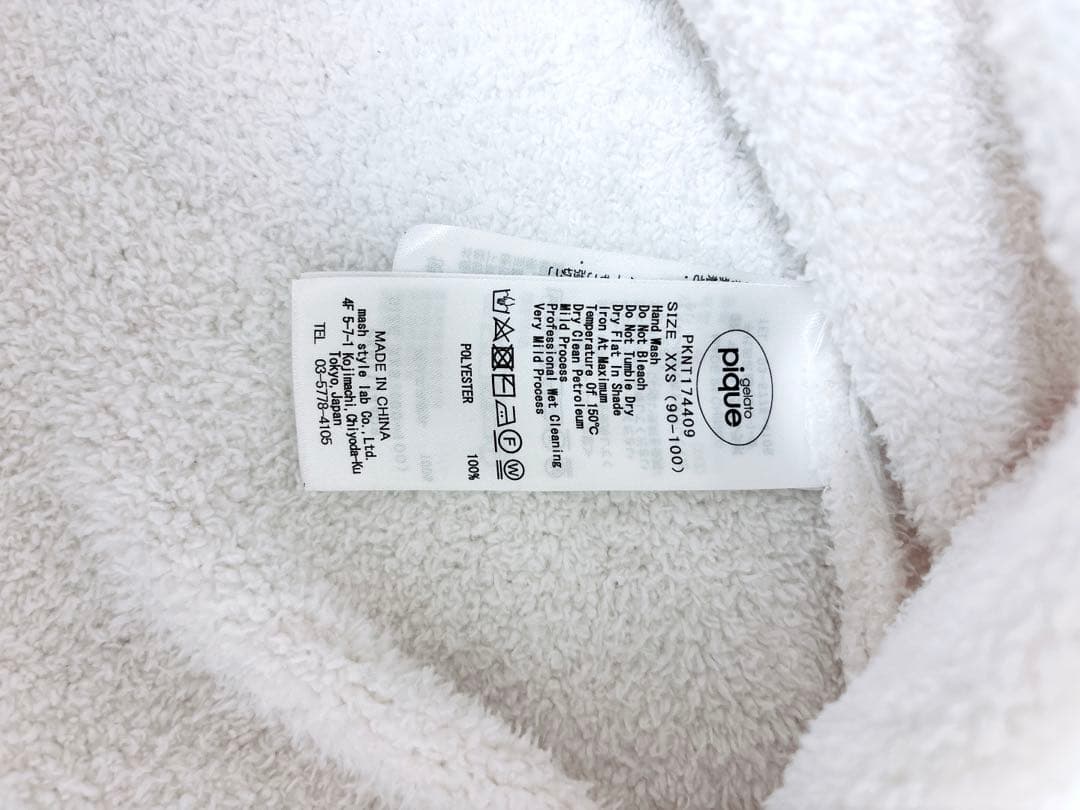 gelato
pique
PKNT174409
SIZE XXS (90-100)
Hand Wash
Do Not Bleach
Do Not Tumble Dry
Dry Flat In Shade
Iron At Maximum
Temperature Of 150℃
Dry Clean Petroleum
Mild Process
Professional Wet Cleaning
Very Mild Process
F W
POLYESTER 100%
MADE IN CHINA
mash style lab Co., Ltd.
4F 5-7-1 Kojimachi, Chiyoda-Ku
Tokyo, Japan
TEL 03-5778-4105